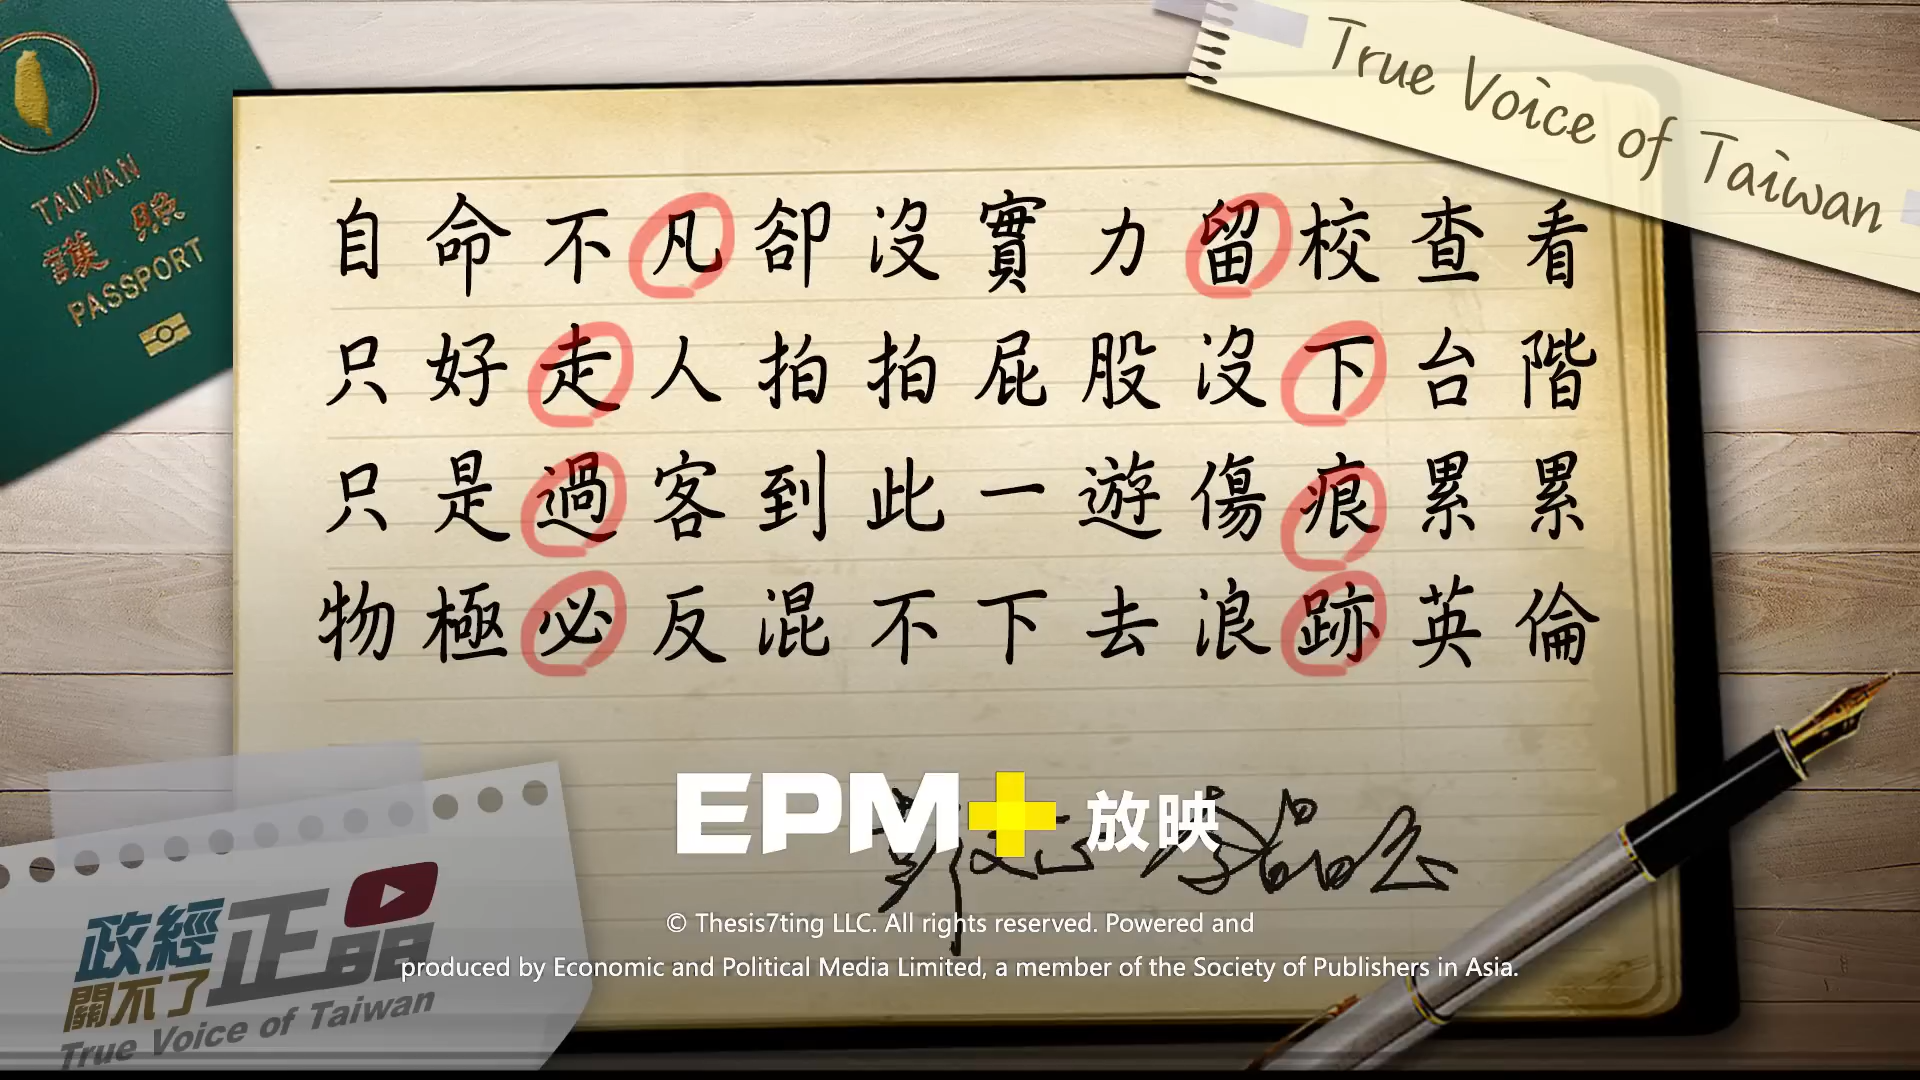 True Voice of Taiwan
TAIWAN
護 照
PASSPORT
自命不凡卻沒實力留校查看
只好走人拍拍屁股沒下台階
只是過客到此一遊傷痕累累
物極必反混不下去浪跡英倫
EPM+ 放映
© Thesis7ting LLC. All rights reserved. Powered and
produced by Economic and Political Media Limited, a member of the Society of Publishers in Asia.
政經
關不了
正晶
True Voice of Taiwan